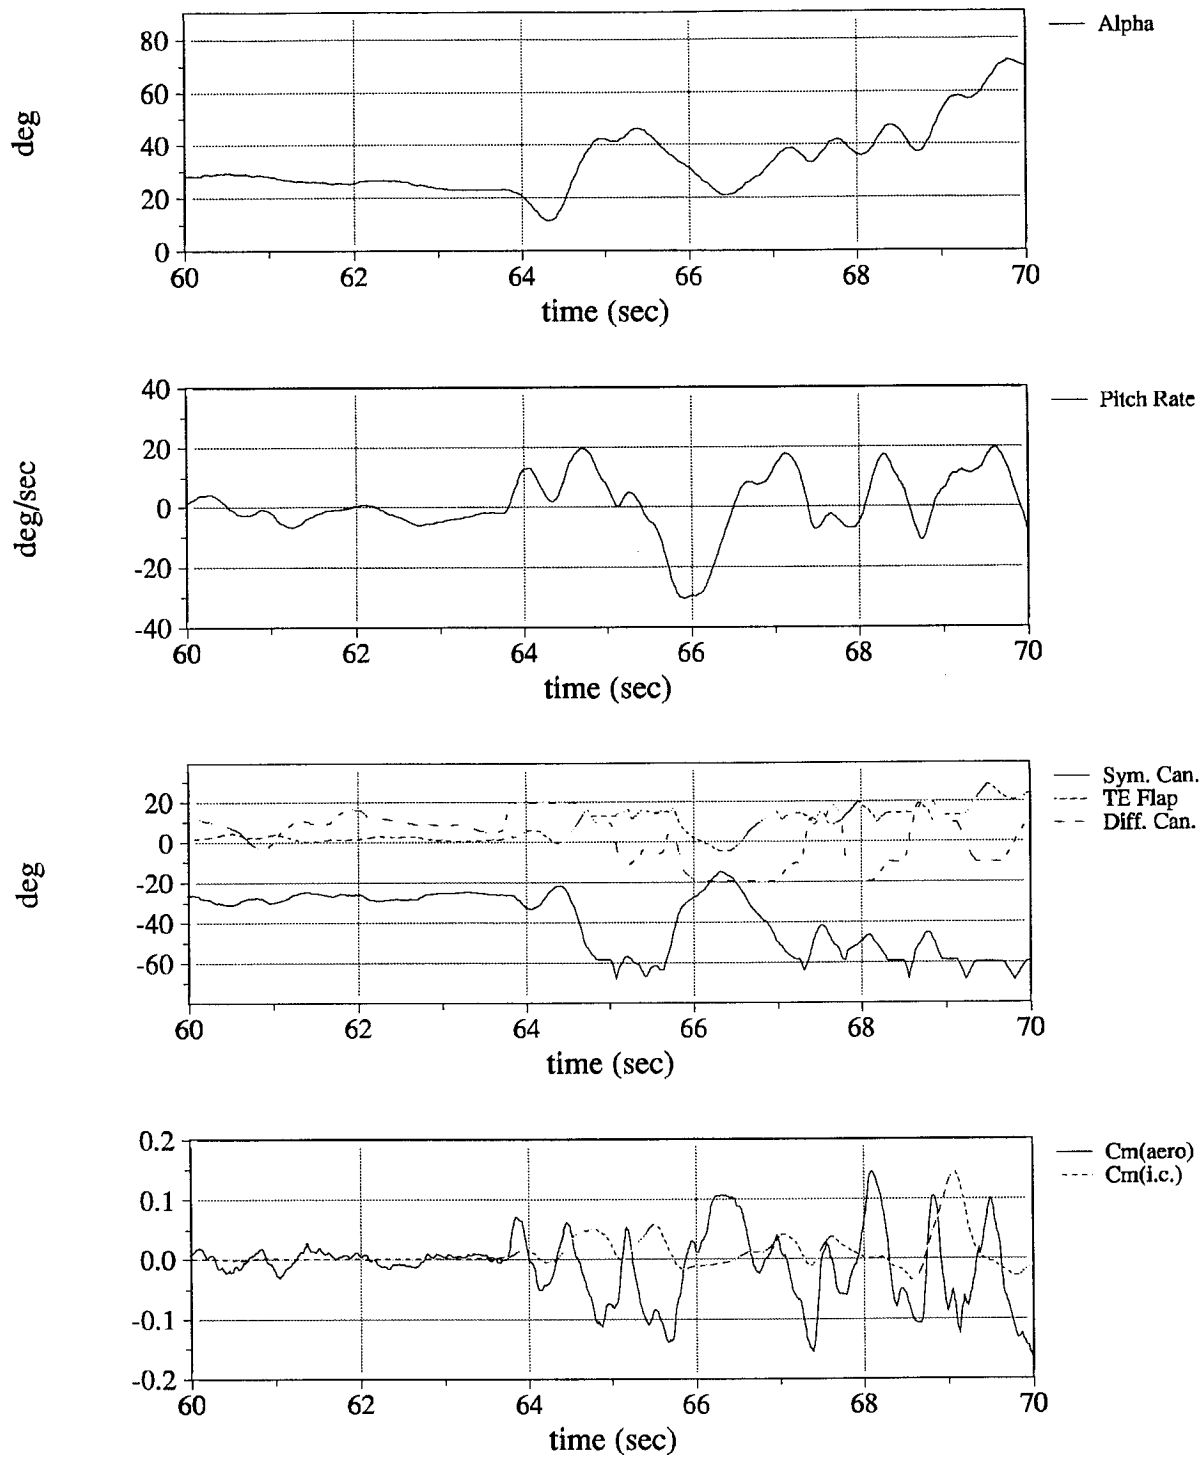 Alpha
80
60
40
20
0
deg
60 62 64 66 68 70
time (sec)
Pitch Rate
40
20
0
-20
-40
deg/sec
60 62 64 66 68 70
time (sec)
Sym. Can.
TE Flap
Diff. Can.
20
0
-20
-40
-60
deg
60 62 64 66 68 70
time (sec)
Cm(aero)
Cm(i.c.)
0.2
0.1
0.0
-0.1
-0.2
60 62 64 66 68 70
time (sec)